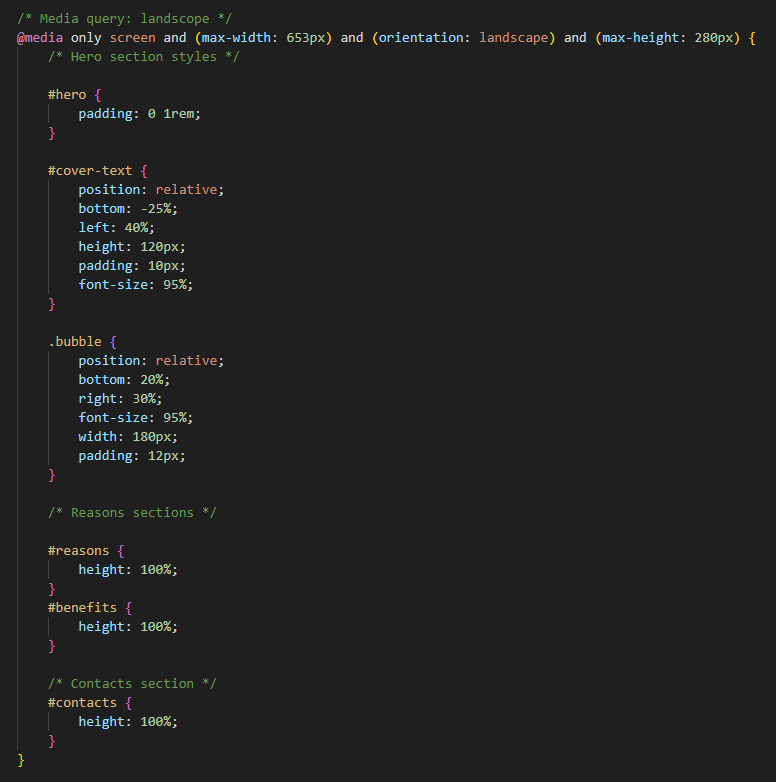 /* Media query: landscope */
@media only screen and (max-width: 653px) and (orientation: landscape) and (max-height: 280px) {
    /* Hero section styles */

    #hero {
        padding: 0 1rem;
    }

    #cover-text {
        position: relative;
        bottom: -25%;
        left: 40%;
        height: 120px;
        padding: 10px;
        font-size: 95%;
    }

    .bubble {
        position: relative;
        bottom: 20%;
        right: 30%;
        font-size: 95%;
        width: 180px;
        padding: 12px;
    }

    /* Reasons sections */

    #reasons {
        height: 100%;
    }
    #benefits {
        height: 100%;
    }

    /* Contacts section */
    #contacts {
        height: 100%;
    }
}